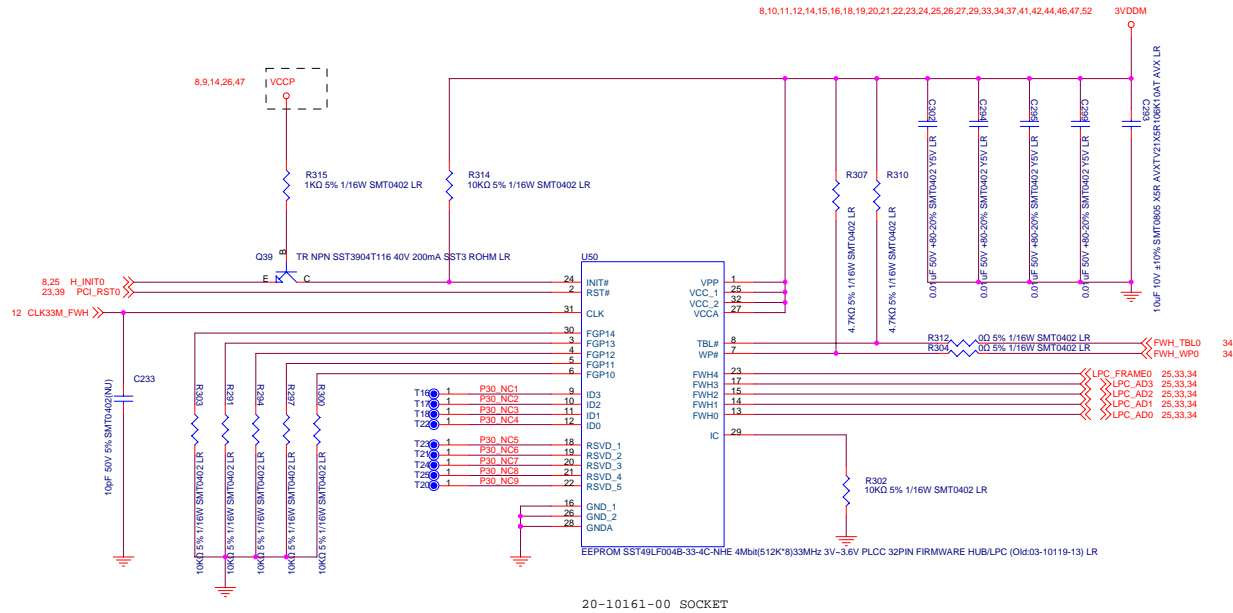 8,10,11,12,14,15,16,18,19,20,21,22,23,24,25,26,27,29,33,34,37,41,42,44,46,47,52 3VDDM
8,9,14,26,47 VCCP
R315
1KΩ 5% 1/16W SMT0402 LR
R314
10KΩ 5% 1/16W SMT0402 LR
R307
4.7KΩ 5% 1/16W SMT0402 LR
R310
4.7KΩ 5% 1/16W SMT0402 LR
C302
0.01uF 50V +80-20% SMT0402 Y5V LR
C294
0.01uF 50V +80-20% SMT0402 Y5V LR
C295
0.01uF 50V +80-20% SMT0402 Y5V LR
C299
0.01uF 50V +80-20% SMT0402 Y5V LR
C293
10uF 10V ±10% SMT0805 X5R AVXTV21X5R106K10AT AVX LR
Q39 B E C
TR NPN SST3904T116 40V 200mA SST3 ROHM LR
U50
8,25 H_INIT0
23,39 PCI_RST0
12 CLK33M_FWH
C233
10pF 50V 5% SMT0402(NU)
R303
10KΩ 5% 1/16W SMT0402 LR
R291
10KΩ 5% 1/16W SMT0402 LR
R294
10KΩ 5% 1/16W SMT0402 LR
R297
10KΩ 5% 1/16W SMT0402 LR
R300
10KΩ 5% 1/16W SMT0402 LR
24 INIT#
2 RST#
31 CLK
30 FGP14
3 FGP13
4 FGP12
5 FGP11
6 FGP10
T16 1 P30_NC1 9 ID3
T17 1 P30_NC2 10 ID2
T18 1 P30_NC3 11 ID1
T22 1 P30_NC4 12 ID0
T23 1 P30_NC5 18 RSVD_1
T21 1 P30_NC6 19 RSVD_2
T24 1 P30_NC7 20 RSVD_3
T25 1 P30_NC8 21 RSVD_4
T20 1 P30_NC9 22 RSVD_5
16 GND_1
26 GND_2
28 GNDA
VPP 1
VCC_1 25
VCC_2 32
VCCA 27
TBL# 8 R312 0Ω 5% 1/16W SMT0402 LR FWH_TBL0 34
WP# 7 R304 0Ω 5% 1/16W SMT0402 LR FWH_WP0 34
FWH4 23 LPC_FRAME0 25,33,34
FWH3 17 LPC_AD3 25,33,34
FWH2 15 LPC_AD2 25,33,34
FWH1 14 LPC_AD1 25,33,34
FWH0 13 LPC_AD0 25,33,34
IC 29
R302
10KΩ 5% 1/16W SMT0402 LR
EEPROM SST49LF004B-33-4C-NHE 4Mbit(512K*8)33MHz 3V~3.6V PLCC 32PIN FIRMWARE HUB/LPC (Old:03-10119-13) LR
20-10161-00 SOCKET